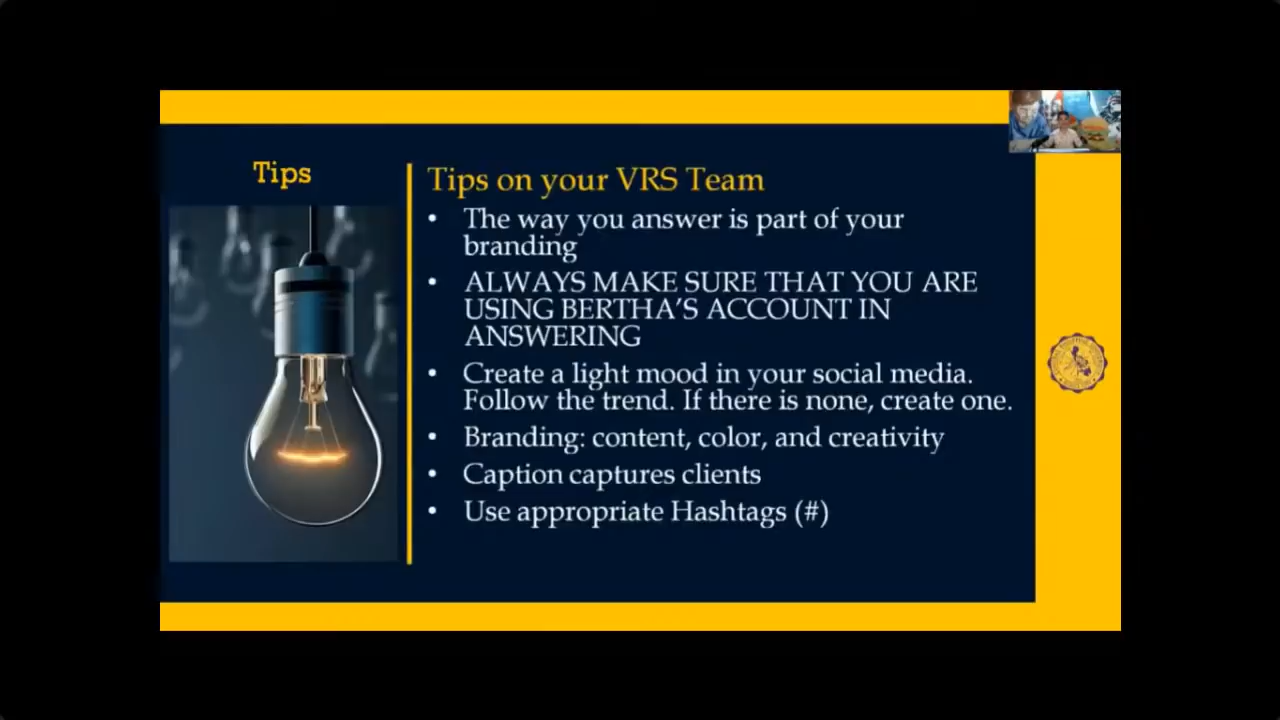 Tips
Tips on your VRS Team
• The way you answer is part of your
branding
• ALWAYS MAKE SURE THAT YOU ARE
USING BERTHA'S ACCOUNT IN
ANSWERING
• Create a light mood in your social media.
Follow the trend. If there is none, create one.
• Branding: content, color, and creativity
• Caption captures clients
• Use appropriate Hashtags (#)